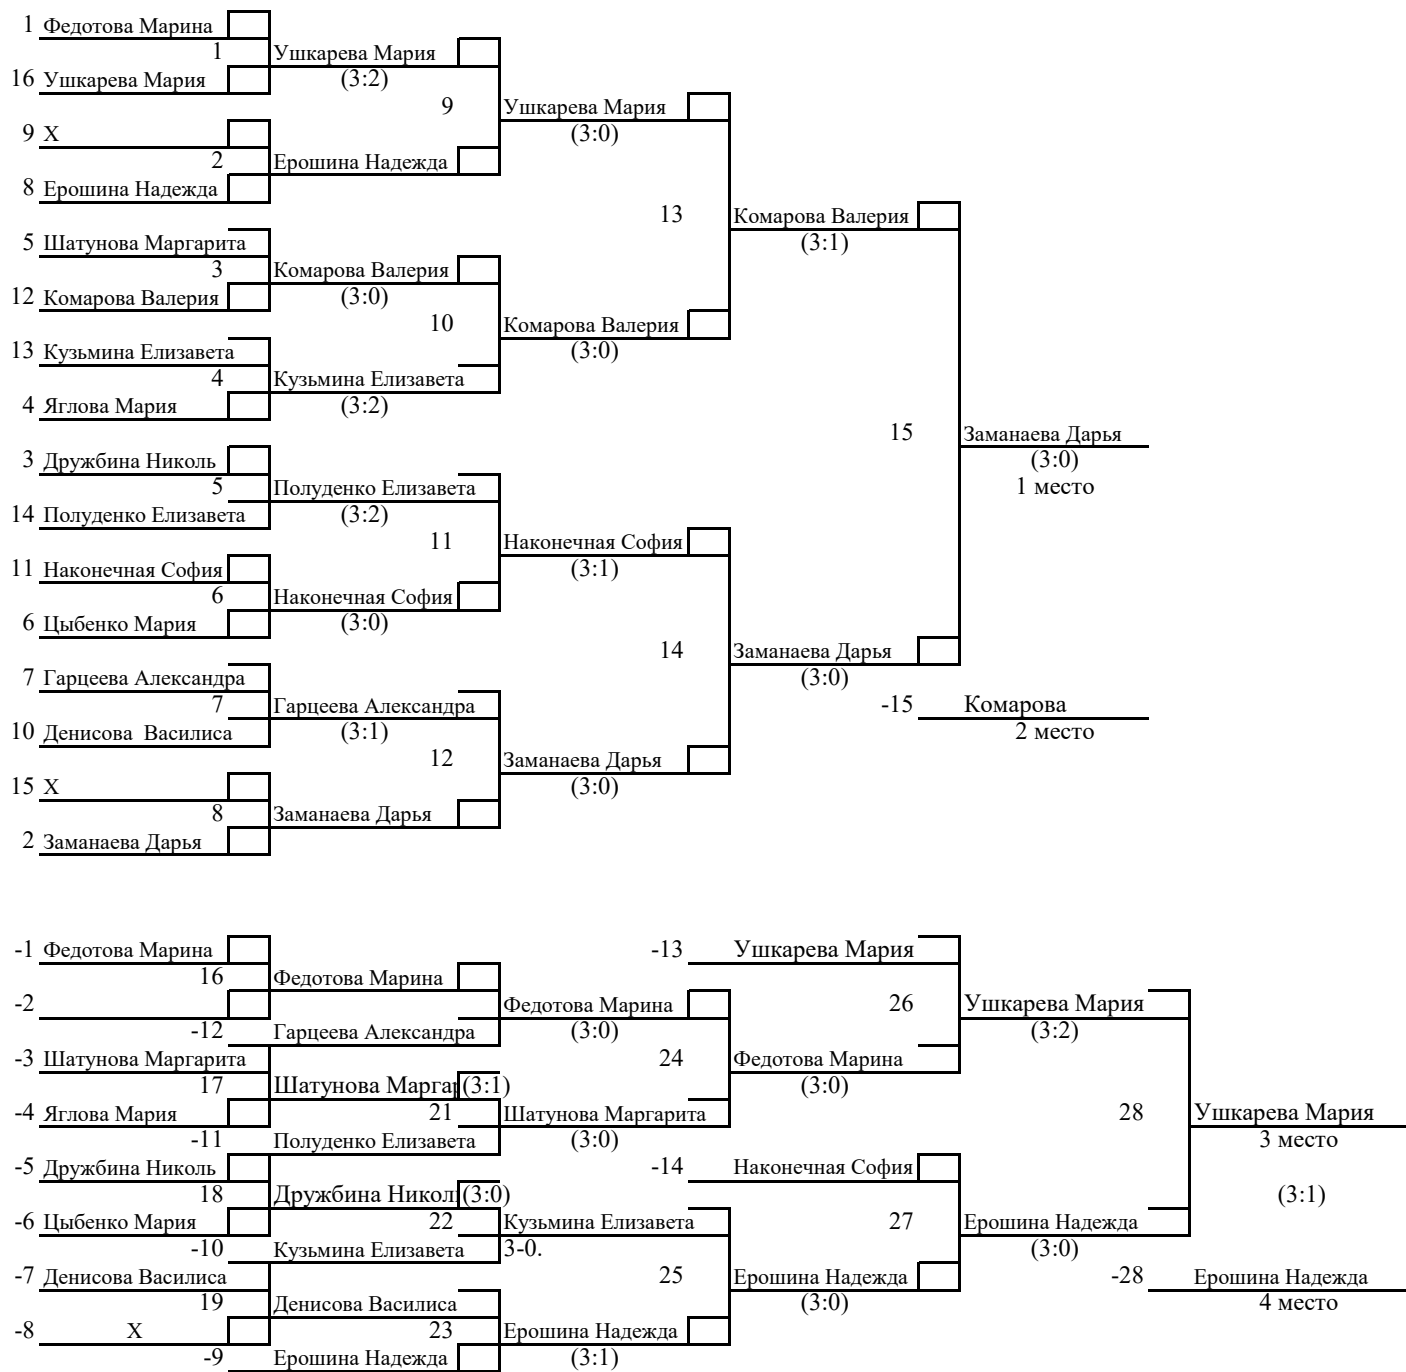 1 Федотова Марина
1 Ушкарева Мария
16 Ушкарева Мария (3:2)
9 Ушкарева Мария
9 X (3:0)
2 Ерошина Надежда
8 Ерошина Надежда
13 Комарова Валерия
5 Шатунова Маргарита (3:1)
3 Комарова Валерия
12 Комарова Валерия (3:0)
10 Комарова Валерия
13 Кузьмина Елизавета (3:0)
4 Кузьмина Елизавета
4 Яглова Мария (3:2)
15 Заманаева Дарья
3 Дружбина Николь (3:0)
5 Полуденко Елизавета 1 место
14 Полуденко Елизавета (3:2)
11 Наконечная София
11 Наконечная София (3:1)
6 Наконечная София
6 Цыбенко Мария (3:0)
14 Заманаева Дарья
7 Гарцеева Александра (3:0)
7 Гарцеева Александра -15 Комарова
10 Денисова Василиса (3:1) 2 место
12 Заманаева Дарья
15 X (3:0)
8 Заманаева Дарья
2 Заманаева Дарья
-1 Федотова Марина -13 Ушкарева Мария
16 Федотова Марина
-2 Федотова Марина 26 Ушкарева Мария
-12 Гарцеева Александра (3:0) (3:2)
-3 Шатунова Маргарита 24 Федотова Марина
17 Шатунова Маргар (3:1) (3:0)
-4 Яглова Мария 21 Шатунова Маргарита 28 Ушкарева Мария
-11 Полуденко Елизавета (3:0) 3 место
-5 Дружбина Николь -14 Наконечная София
18 Дружбина Никол (3:0) (3:1)
-6 Цыбенко Мария 22 Кузьмина Елизавета 27 Ерошина Надежда
-10 Кузьмина Елизавета 3-0. (3:0)
-7 Денисова Василиса 25 Ерошина Надежда -28 Ерошина Надежда
19 Денисова Василиса (3:0) 4 место
-8 X 23 Ерошина Надежда
-9 Ерошина Надежда (3:1)